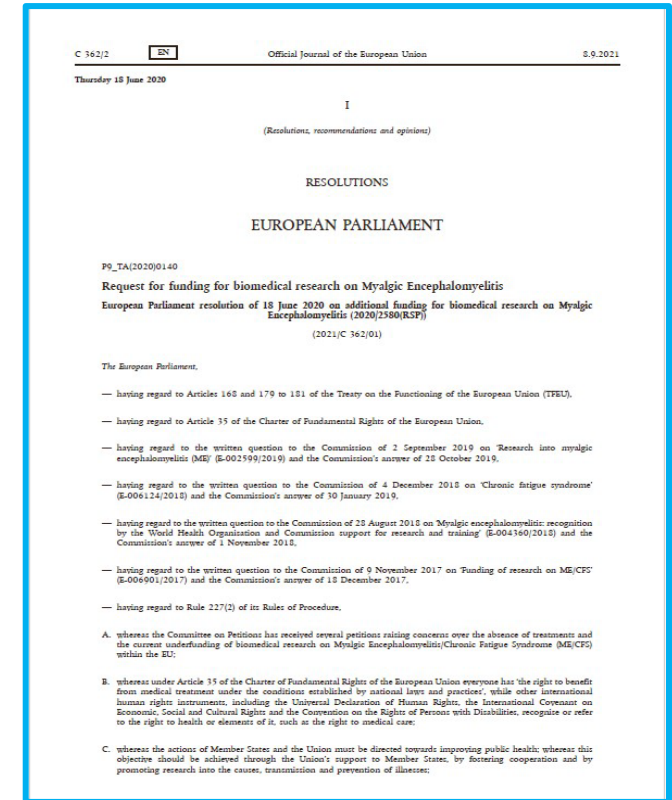 C 362/2 EN Official Journal of the European Union 8.9.2021
Thursday 18 June 2020
I
(Resolutions, recommendations and opinions)
RESOLUTIONS
EUROPEAN PARLIAMENT
P9_TA(2020)0140
Request for funding for biomedical research on Myalgic Encephalomyelitis
European Parliament resolution of 18 June 2020 on additional funding for biomedical research on Myalgic
Encephalomyelitis (2020/2580(RSP))
(2021/C 362/01)
The European Parliament,
— having regard to Articles 168 and 179 to 181 of the Treaty on the Functioning of the European Union (TFEU),
— having regard to Article 35 of the Charter of Fundamental Rights of the European Union,
— having regard to the written question to the Commission of 2 September 2019 on ‘Research into myalgic
encephalomyelitis (ME)’ (E-002599/2019) and the Commission’s answer of 28 October 2019,
— having regard to the written question to the Commission of 4 December 2018 on ‘Chronic fatigue syndrome’
(E-006124/2018) and the Commission’s answer of 30 January 2019,
— having regard to the written question to the Commission of 28 August 2018 on ‘Myalgic encephalomyelitis: recognition
by the World Health Organisation and Commission support for research and training’ (E-004360/2018) and the
Commission’s answer of 1 November 2018,
— having regard to the written question to the Commission of 9 November 2017 on ‘Funding of research on ME/CFS’
(E-006901/2017) and the Commission’s answer of 18 December 2017,
— having regard to Rule 227(2) of its Rules of Procedure,
A. whereas the Committee on Petitions has received several petitions raising concerns over the absence of treatments and
the current underfunding of biomedical research on Myalgic Encephalomyelitis/Chronic Fatigue Syndrome (ME/CFS)
within the EU;
B. whereas under Article 35 of the Charter of Fundamental Rights of the European Union everyone has ‘the right to benefit
from medical treatment under the conditions established by national laws and practices’, while other international
human rights instruments, including the Universal Declaration of Human Rights, the International Covenant on
Economic, Social and Cultural Rights and the Convention on the Rights of Persons with Disabilities, recognise or refer
to the right to health or elements of it, such as the right to medical care;
C. whereas the actions of Member States and the Union must be directed towards improving public health; whereas this
objective should be achieved through the Union’s support to Member States, by fostering cooperation and by
promoting research into the causes, transmission and prevention of illnesses;